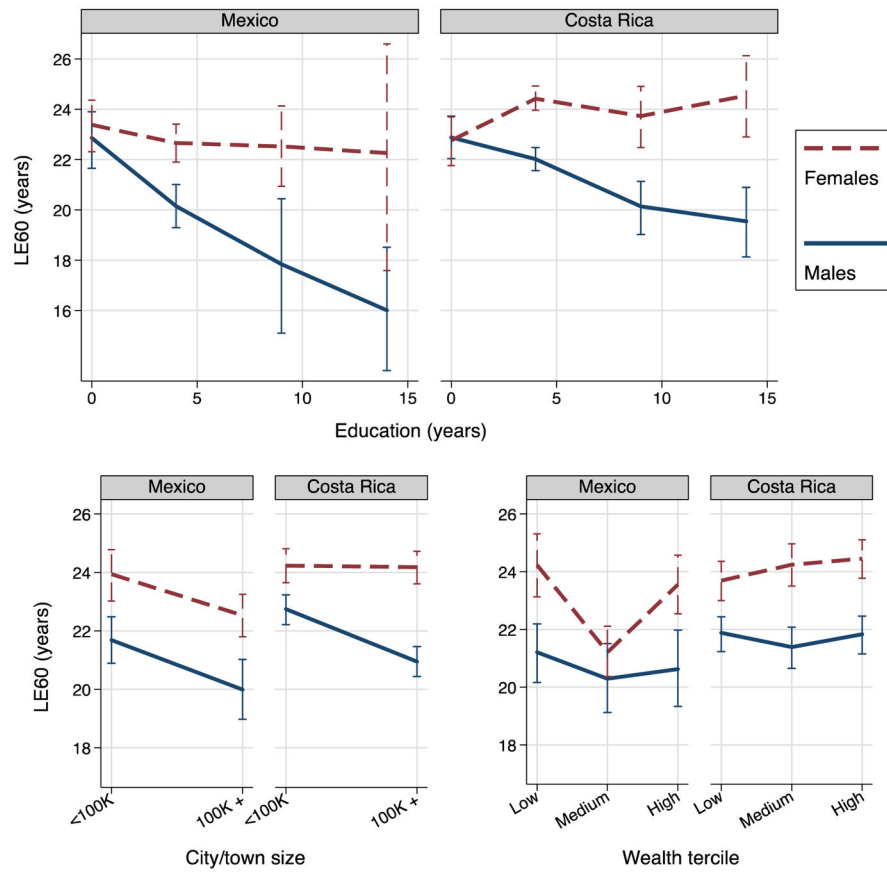 Mexico
Costa Rica
26
24
22
20
18
16
LE60 (years)
0
5
10
15
0
5
10
15
Education (years)
Females
Males
Mexico
Costa Rica
26
24
22
20
18
LE60 (years)
<100K
100K +
<100K
100K +
City/town size
Mexico
Costa Rica
26
24
22
20
18
Low
Medium
High
Low
Medium
High
Wealth tercile